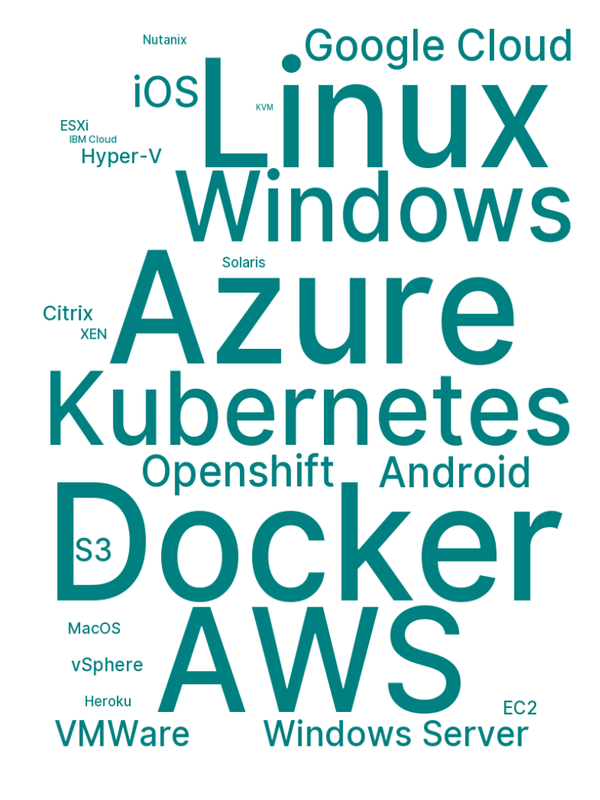 Google Cloud
Nutanix
iOS
Linux
KVM
ESXi
IBM Cloud
Hyper-V
Windows
Solaris
Azure
Citrix
XEN
Kubernetes
Openshift
Android
Docker
S3
AWS
MacOS
vSphere
Heroku
EC2
VMWare
Windows Server